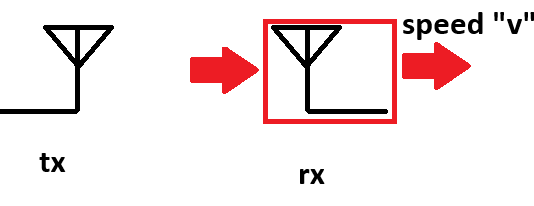 speed "v"
tx
rx